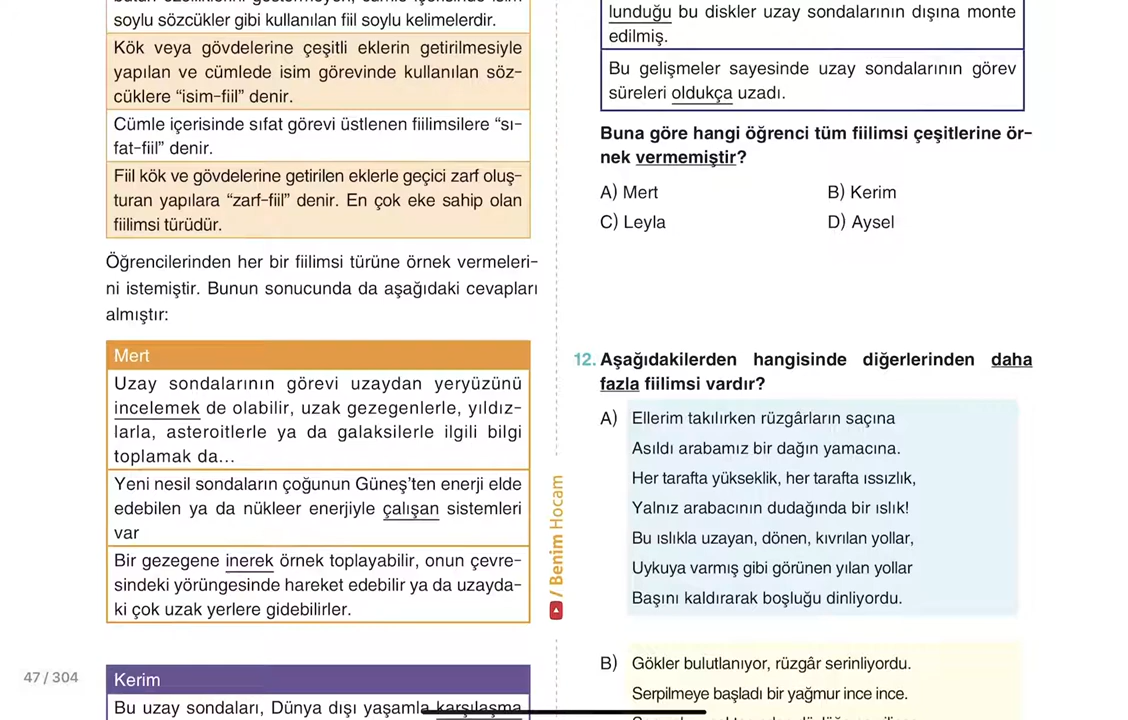 soylu sözcükler gibi kullanılan fiil soylu kelimelerdir.
Kök veya gövdelerine çeşitli eklerin getirilmesiyle
yapılan ve cümlede isim görevinde kullanılan söz-
cüklere “isim-fiil” denir.
Cümle içerisinde sıfat görevi üstlenen fiilimsilere “sı-
fat-fiil” denir.
Fiil kök ve gövdelerine getirilen eklerle geçici zarf oluş-
turan yapılara “zarf-fiil” denir. En çok eke sahip olan
fiilimsi türüdür.
Öğrencilerinden her bir fiilimsi türüne örnek vermeleri-
ni istemiştir. Bunun sonucunda da aşağıdaki cevapları
almıştır:
Mert
Uzay sondalarının görevi uzaydan yeryüzünü
incelemek de olabilir, uzak gezegenlerle, yıldız-
larla, asteroitlerle ya da galaksilerle ilgili bilgi
toplamak da...
Yeni nesil sondaların çoğunun Güneş’ten enerji elde
edebilen ya da nükleer enerjiyle çalışan sistemleri
var
Bir gezegene inerek örnek toplayabilir, onun çevre-
sindeki yörüngesinde hareket edebilir ya da uzayda-
ki çok uzak yerlere gidebilirler.
47 / 304
Kerim
Bu uzay sondaları, Dünya dışı yaşamla karşılaşma
/ Benim Hocam
lunduğu bu diskler uzay sondalarının dışına monte
edilmiş.
Bu gelişmeler sayesinde uzay sondalarının görev
süreleri oldukça uzadı.
Buna göre hangi öğrenci tüm fiilimsi çeşitlerine ör-
nek vermemiştir?
A) Mert B) Kerim
C) Leyla D) Aysel
12. Aşağıdakilerden hangisinde diğerlerinden daha
fazla fiilimsi vardır?
A) Ellerim takılırken rüzgârların saçına
Asıldı arabamız bir dağın yamacına.
Her tarafta yükseklik, her tarafta ıssızlık,
Yalnız arabacının dudağında bir ıslık!
Bu ıslıkla uzayan, dönen, kıvrılan yollar,
Uykuya varmış gibi görünen yılan yollar
Başını kaldırarak boşluğu dinliyordu.
B) Gökler bulutlanıyor, rüzgâr serinliyordu.
Serpilmeye başladı bir yağmur ince ince.